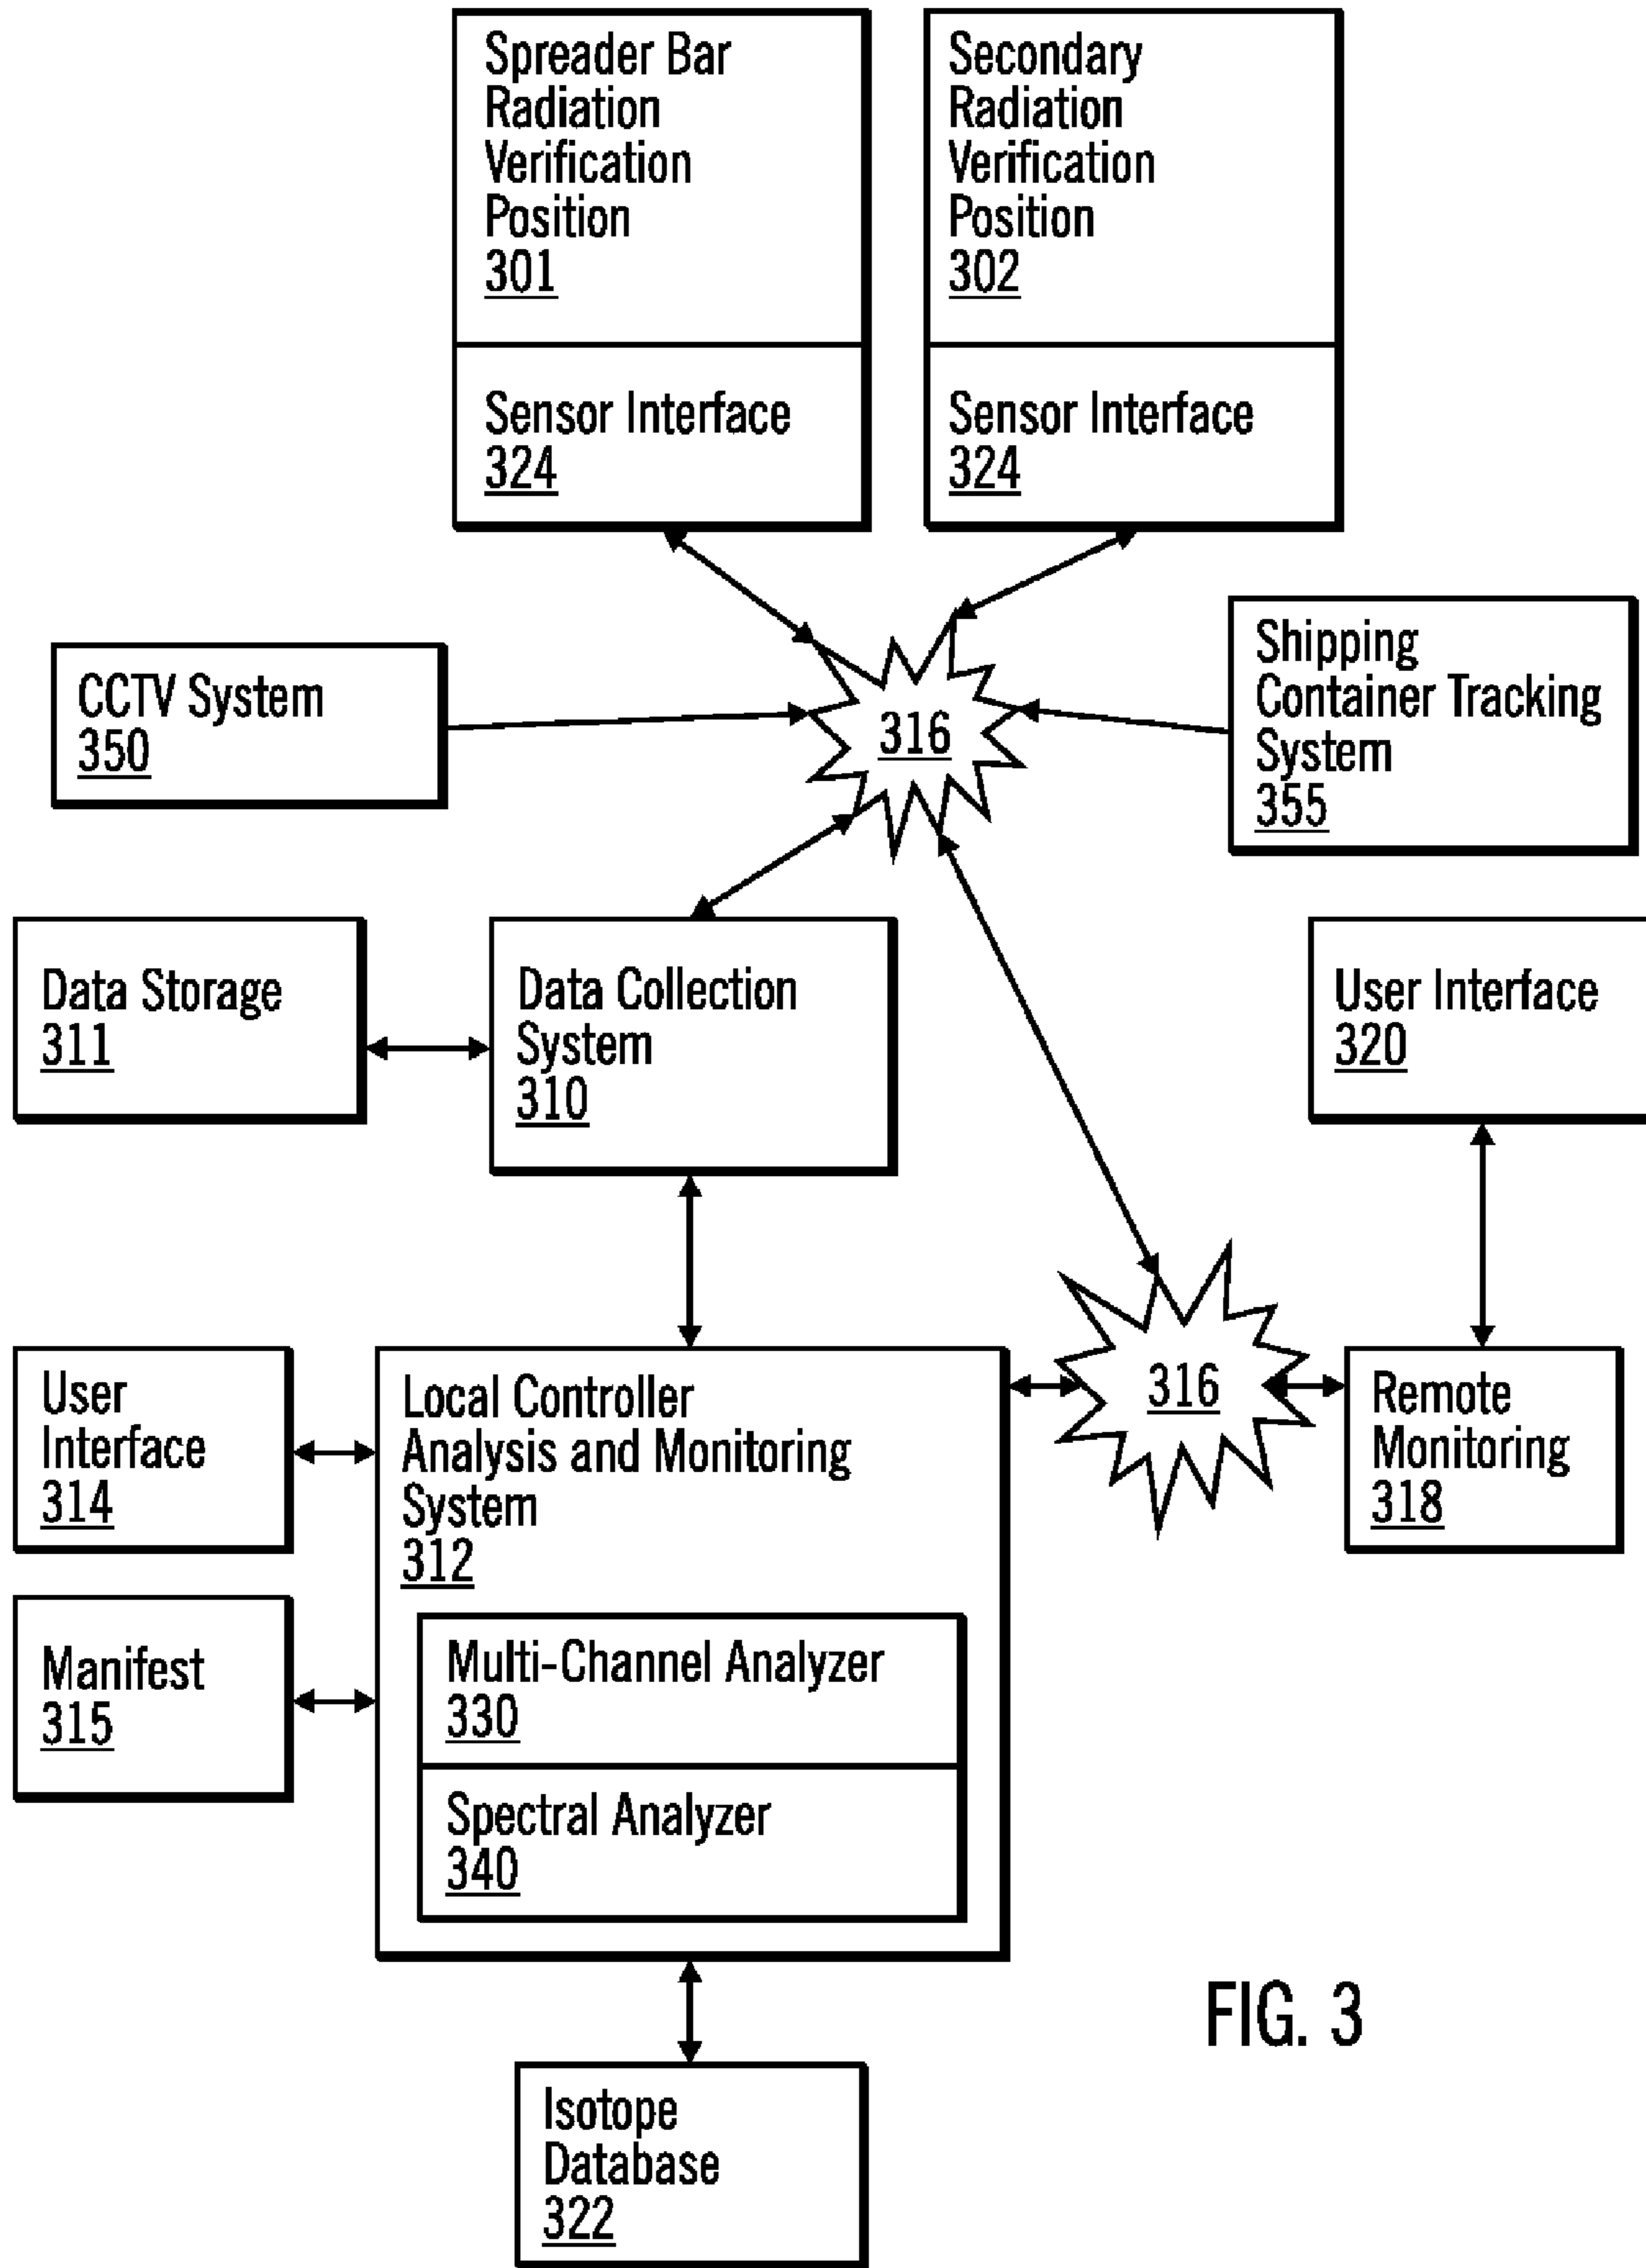 Spreader Bar
Radiation
Verification
Position
301
Sensor Interface
324
Secondary
Radiation
Verification
Position
302
Sensor Interface
324
CCTV System
350
316
Shipping
Container Tracking
System
355
Data Storage
311
Data Collection
System
310
User Interface
320
User
Interface
314
Local Controller
Analysis and Monitoring
System
312
316
Remote
Monitoring
318
Manifest
315
Multi-Channel Analyzer
330
Spectral Analyzer
340
FIG. 3
Isotope
Database
322